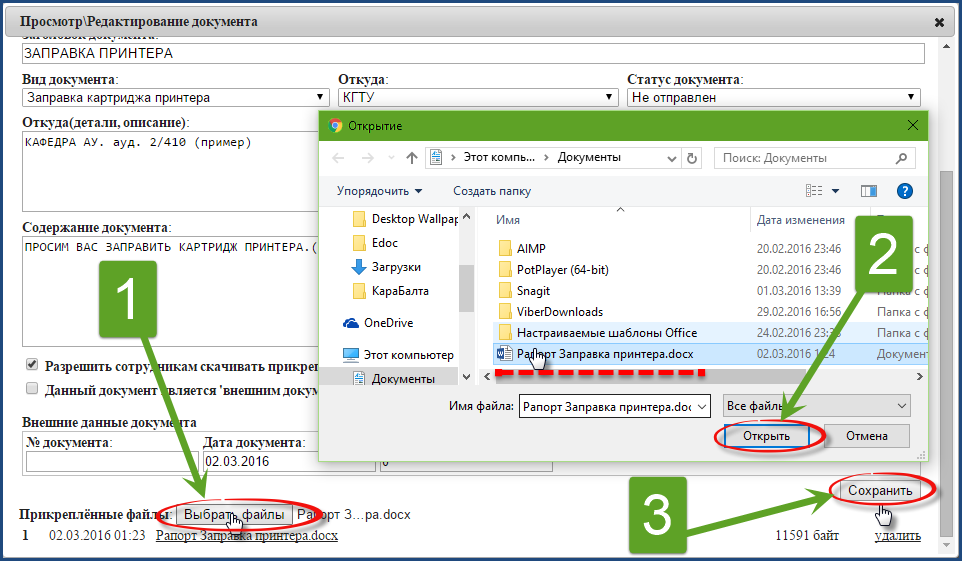 Просмотр\Редактирование документа
Заголовок документа:
ЗАПРАВКА ПРИНТЕРА
Вид документа: Откуда: Статус документа:
Заправка картриджа принтера КГТУ Не отправлен
Откуда(детали, описание):
КАФЕДРА АУ. ауд. 2/410 (пример)
Содержание документа:
ПРОСИМ ВАС ЗАПРАВИТЬ КАРТРИДЖ ПРИНТЕРА.(
1
Разрешить сотрудникам скачивать прикреп
Данный документ является 'внешним доку
Внешние данные документа
№ документа: Дата документа:
02.03.2016 0
Открытие
Этот компь... Документы
Поиск: Документы
Упорядочить Создать папку
Desktop Wallpap
Edoc
Загрузки
КараБалта
OneDrive
Этот компьютер
Документы
Имя Дата изменения
AIMP 20.02.2016 23:46
PotPlayer (64-bit) 20.02.2016 23:46 Папка с ф
Snagit 01.03.2016 13:39 Папка с ф
ViberDownloads 29.02.2016 16:56 Папка с ф
Настраиваемые шаблоны Office 24.02.2016 Папка с ф
Рапорт Заправка принтера.docx 02.03.2016 Документ
2
Имя файла: Рапорт Заправка принтера.doc Все файлы
Открыть Отмена
Сохранить
3
Прикреплённые файлы: Выбрать файлы Рапорт З...ра.docx
1 02.03.2016 01:23 Рапорт Заправка принтера.docx 11591 байт удалить